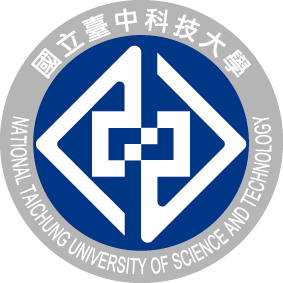 國立臺中科技大學
NATIONAL TAICHUNG UNIVERSITY OF SCIENCE AND TECHNOLOGY